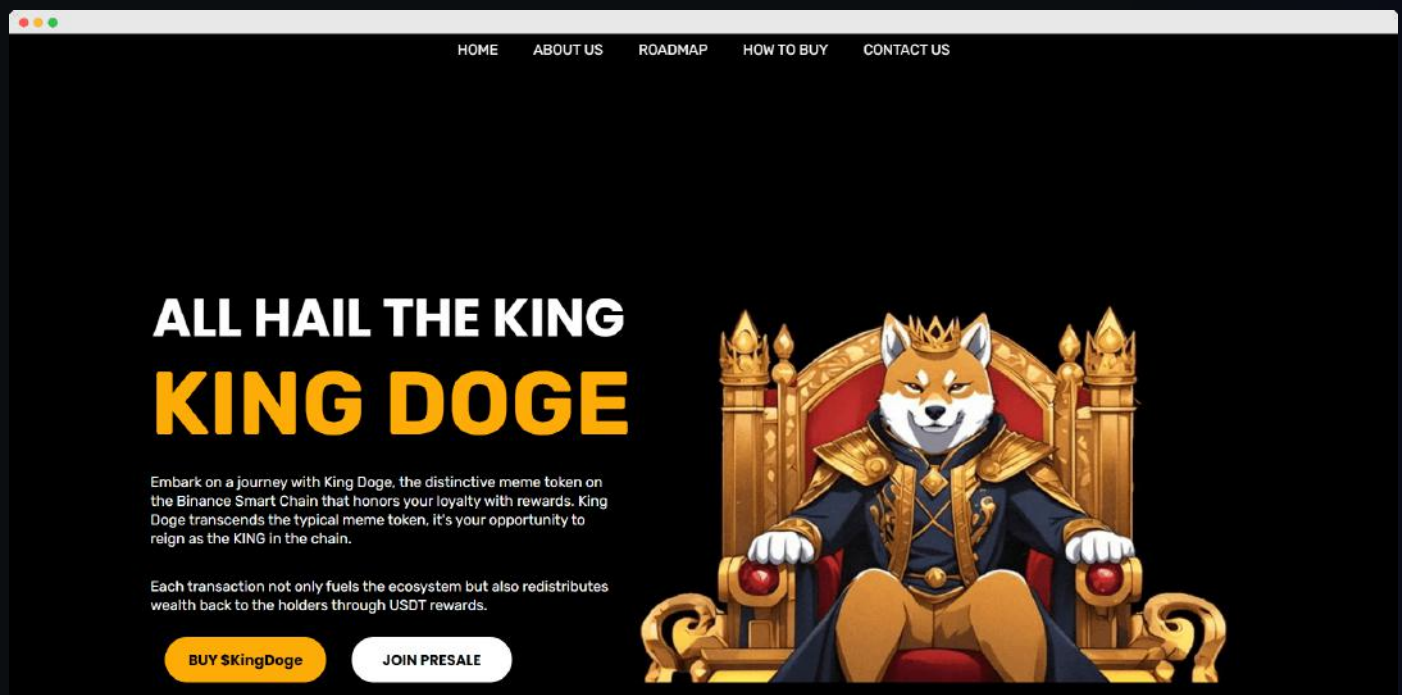 HOME ABOUT US ROADMAP HOW TO BUY CONTACT US
ALL HAIL THE KING
KING DOGE
Embark on a journey with King Doge, the distinctive meme token on
the Binance Smart Chain that honors your loyalty with rewards. King
Doge transcends the typical meme token, it's your opportunity to
reign as the KING in the chain.
Each transaction not only fuels the ecosystem but also redistributes
wealth back to the holders through USDT rewards.
BUY $KingDoge JOIN PRESALE